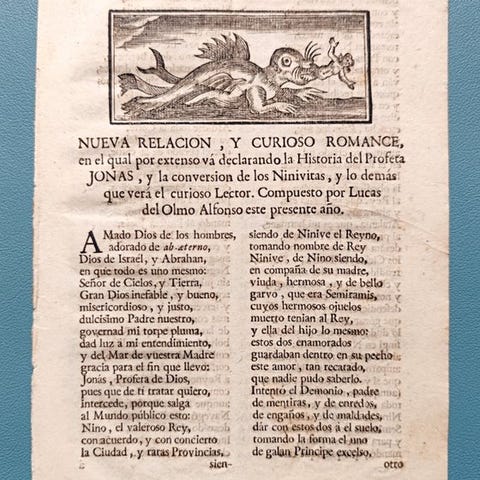 NUEVA RELACION, Y CURIOSO ROMANCE,
en el qual por extenso vá declarando la Historia del Profeta
JONAS, y la conversion de los Ninivitas, y lo demás
que verá el curioso Lector. Compuesto por Lucas
del Olmo Alfonso este presente año.
AMado Dios de los hombres,
adorado de ab-æterno,
Dios de Israel, y Abrahan,
en que todo es uno mesmo:
Señor de Cielos, y Tierra,
Gran Dios inefable, y bueno,
misericordioso, y justo,
dulcisimo Padre nuestro,
governad mi torpe pluma,
dad luz a mi entendimiento,
y del Mar de vuestra Madre
gracia para el fin que llevo:
Jonás, Profera de Dios,
pues que de ti tratar quiero,
intercede, porque salga
al Mundo público esto:
Nino, el valeroso Rey,
con acuerdo, y con concierto
la Ciudad, y raras Provincias,
sien-
siendo de Ninive el Reyno,
tomando nombre de Rey
Ninive, de Nino siendo,
en compaña de su madre,
viuda, hermosa, y de bello
garvo, que era Semiramis,
cuyos hermosos ojuelos
muerto tenian al Rey,
y ella del hijo lo mesmo:
estos dos enamorados
guardaban dentro en su pecho
este amor, tan recatado,
que nadie pudo saberlo.
Intentó el Demonio, padre
de mentiras, y de enredos,
de engaños, y de maldades,
dár con estos dos á el suelo,
tomando la forma el uno
de galan Principe excelso,
otro